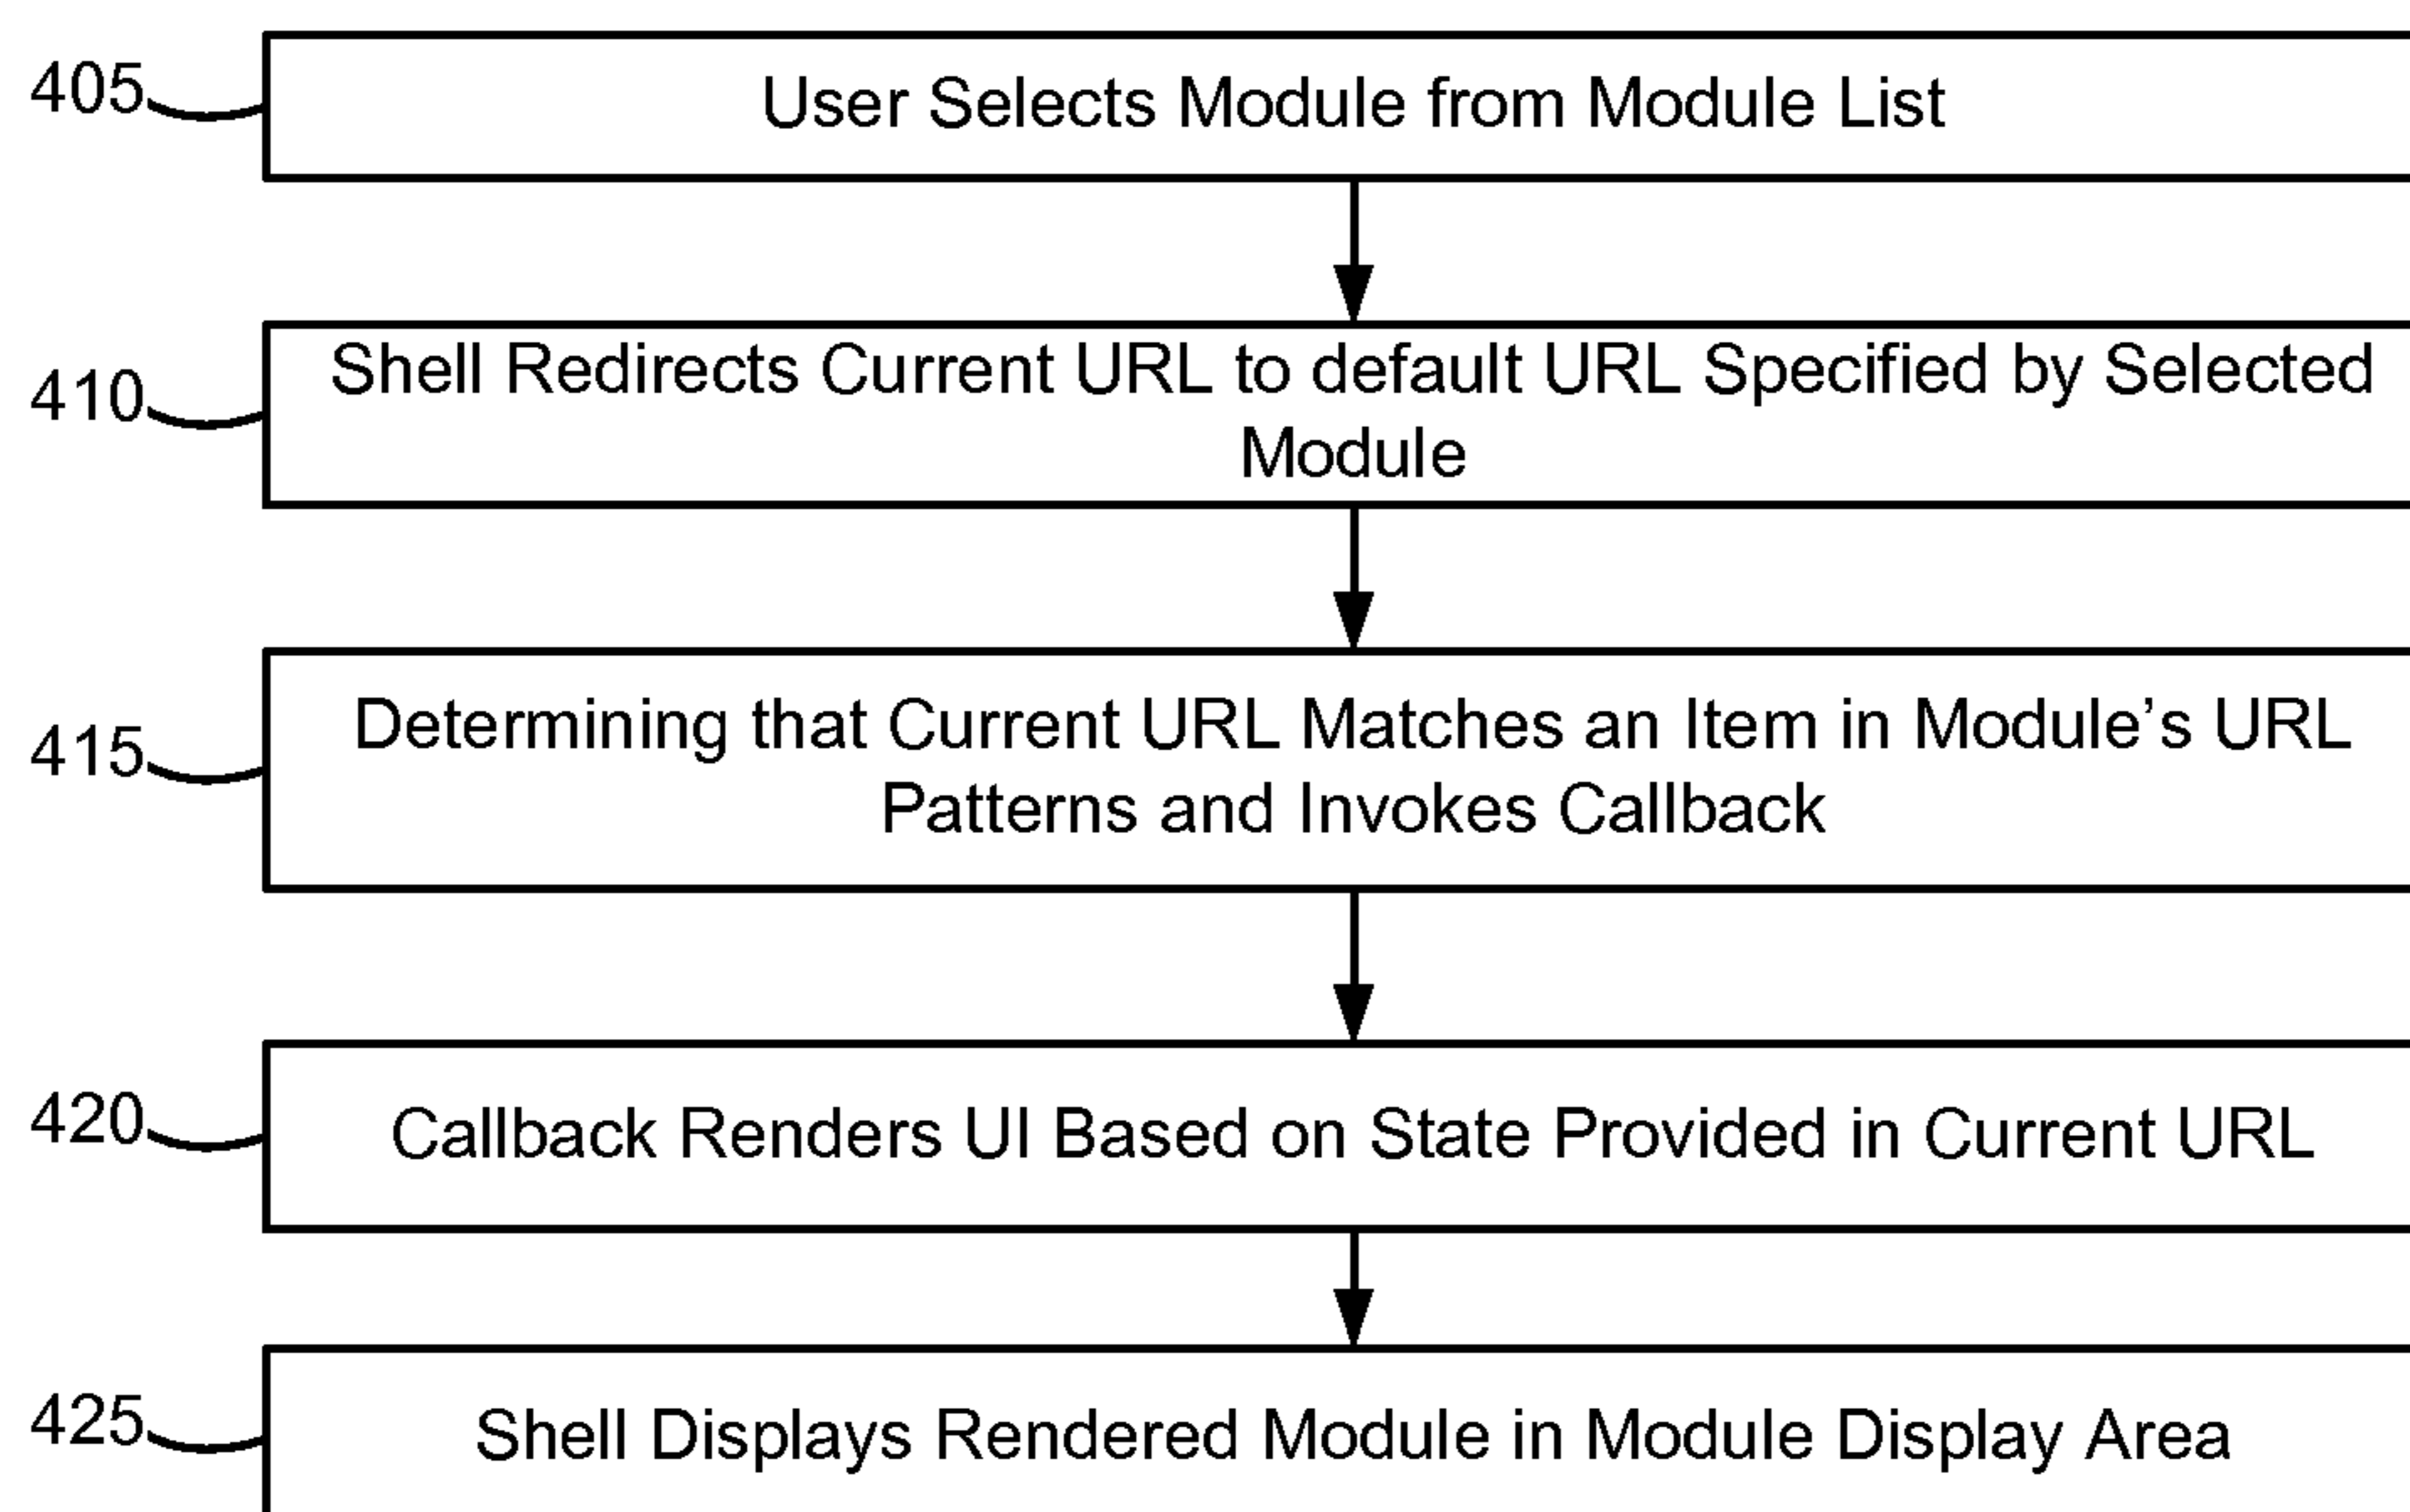 405
User Selects Module from Module List
410
Shell Redirects Current URL to default URL Specified by Selected
Module
415
Determining that Current URL Matches an Item in Module’s URL
Patterns and Invokes Callback
420
Callback Renders UI Based on State Provided in Current URL
425
Shell Displays Rendered Module in Module Display Area